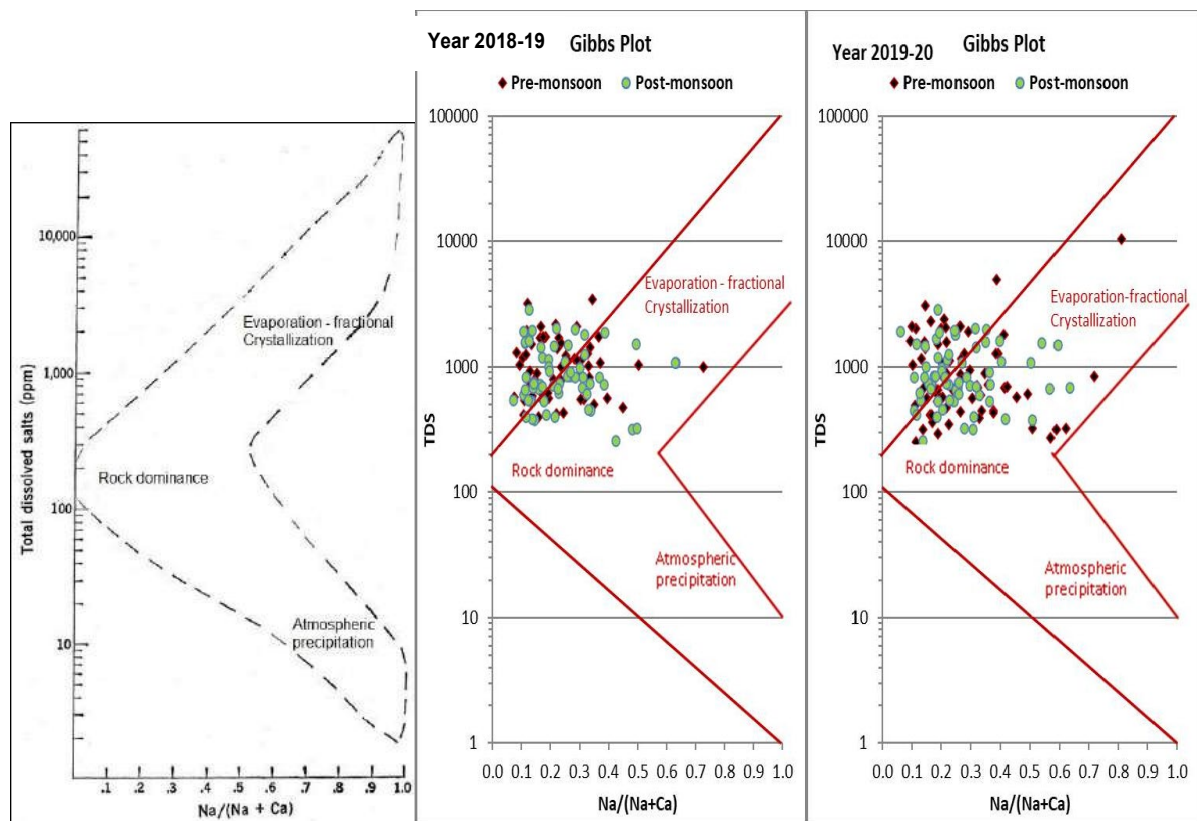 Total dissolved salts (ppm)
10,000
1,000
100
10
Evaporation - fractional
Crystallization
Rock dominance
Atmospheric
precipitation
.1 .2 .3 .4 .5 .6 .7 .8 .9 1.0
Na/(Na + Ca)
Year 2018-19 Gibbs Plot
Pre-monsoon Post-monsoon
TDS
100000
10000
1000
100
10
1
Evaporation - fractional
Crystallization
Rock dominance
Atmospheric
precipitation
0.0 0.1 0.2 0.3 0.4 0.5 0.6 0.7 0.8 0.9 1.0
Na/(Na+Ca)
Year 2019-20 Gibbs Plot
Pre-monsoon Post-monsoon
TDS
100000
10000
1000
100
10
1
Evaporation-fractional
Crystallization
Rock dominance
Atmospheric
precipitation
0.0 0.1 0.2 0.3 0.4 0.5 0.6 0.7 0.8 0.9 1.0
Na/(Na+Ca)